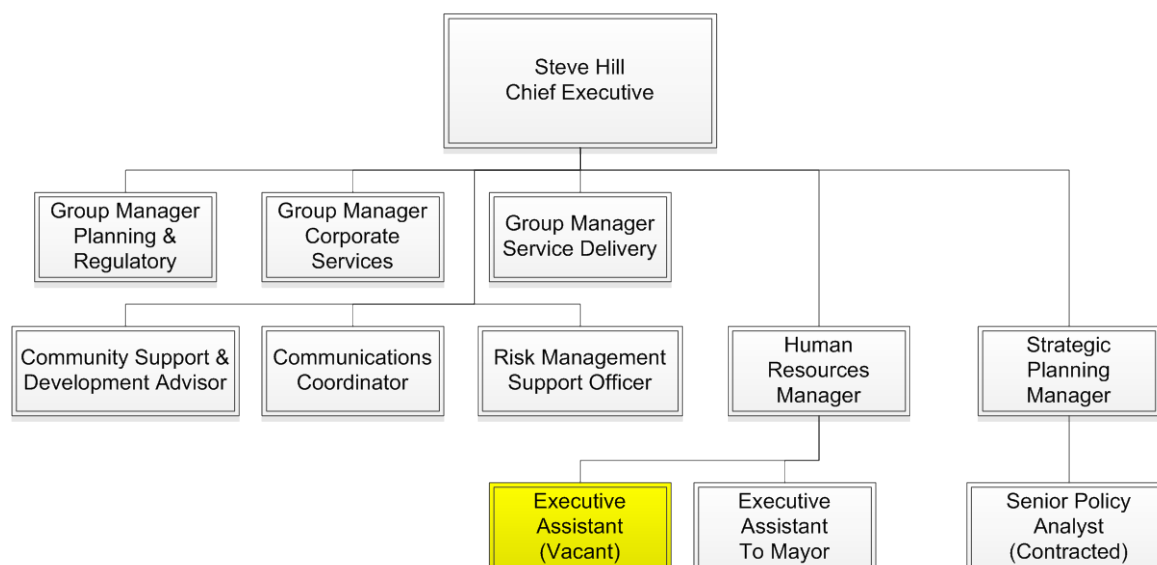 Steve Hill
Chief Executive
Group Manager
Planning &
Regulatory
Group Manager
Corporate
Services
Group Manager
Service Delivery
Community Support &
Development Advisor
Communications
Coordinator
Risk Management
Support Officer
Human
Resources
Manager
Strategic
Planning
Manager
Executive
Assistant
(Vacant)
Executive
Assistant
To Mayor
Senior Policy
Analyst
(Contracted)